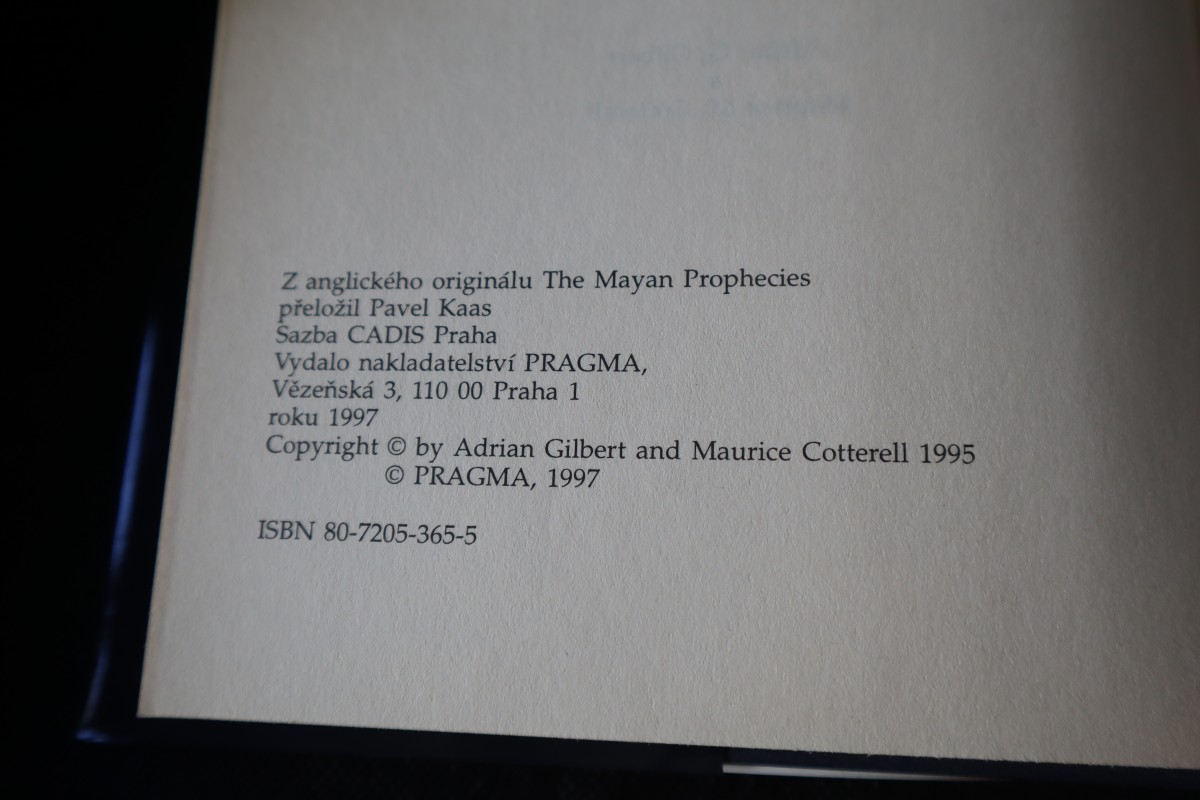 Z anglického originálu The Mayan Prophecies
přeložil Pavel Kaas
Sazba CADIS Praha
Vydalo nakladatelství PRAGMA,
Vězeňská 3, 110 00 Praha 1
roku 1997
Copyright © by Adrian Gilbert and Maurice Cotterell 1995
© PRAGMA, 1997
ISBN 80-7205-365-5